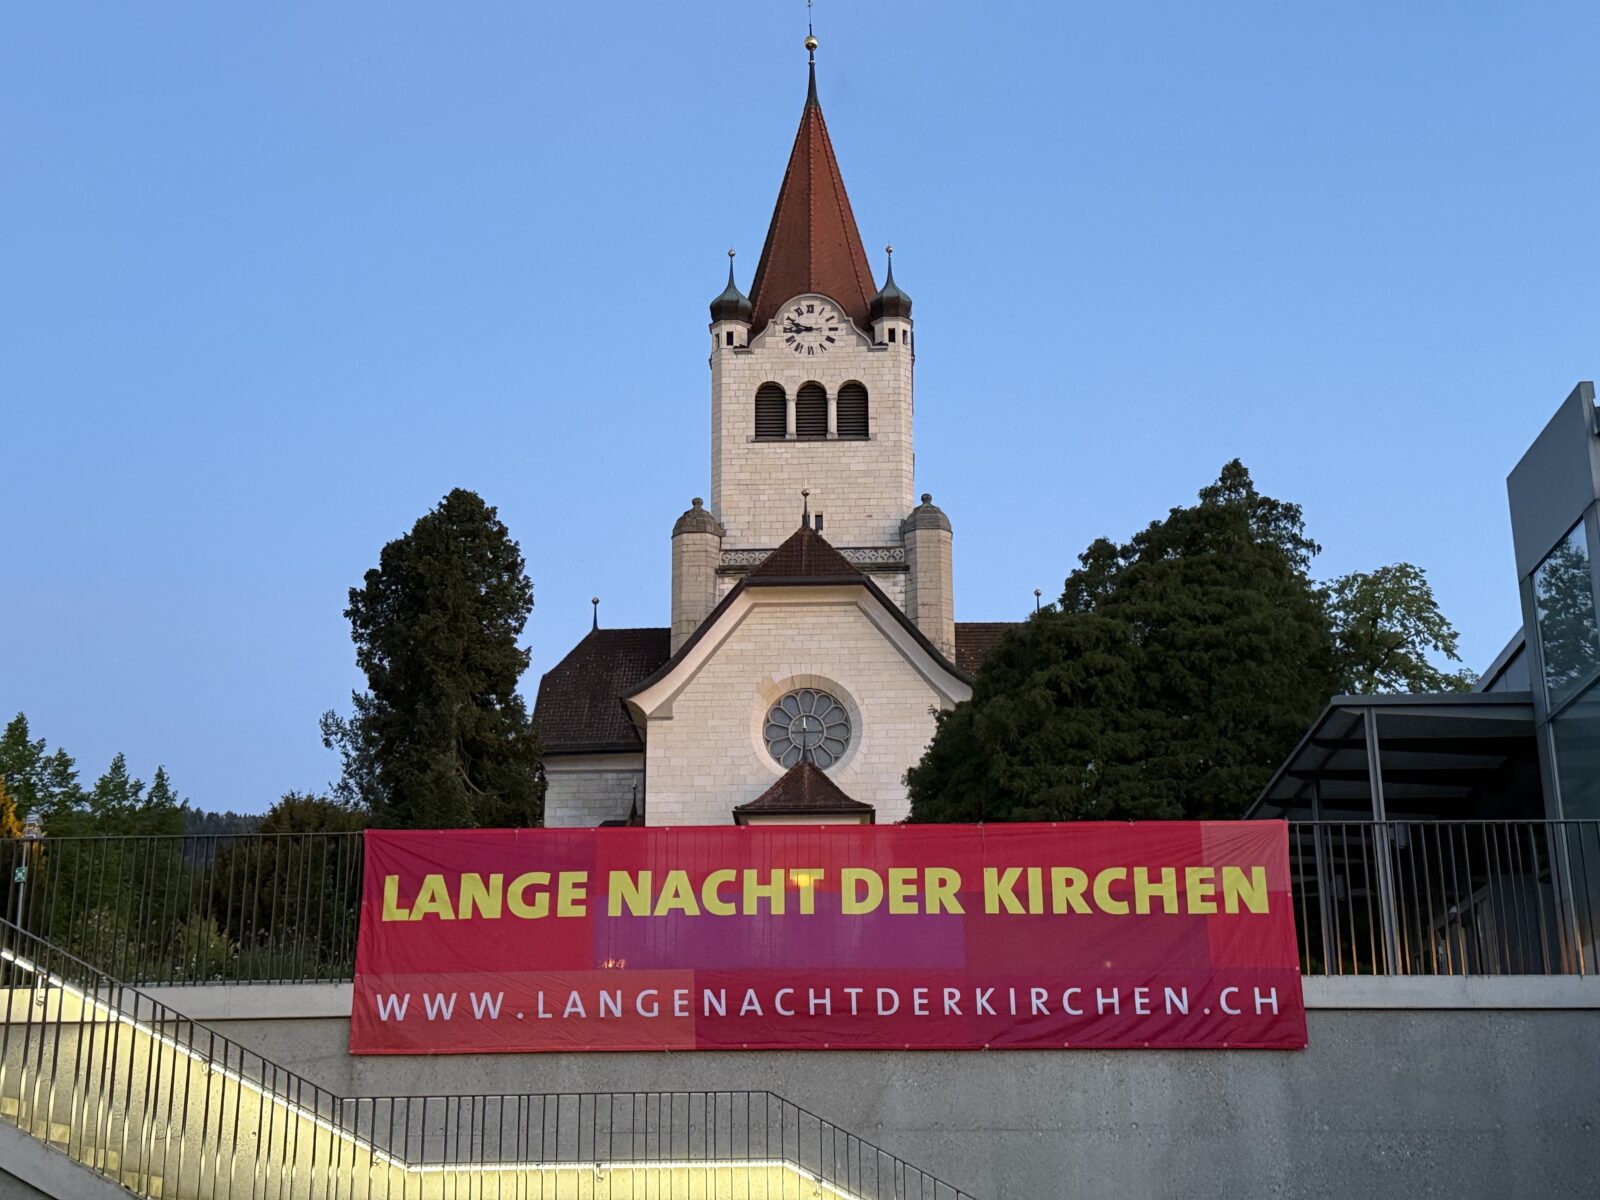 LANGE NACHT DER KIRCHEN
WWW.LANGENACHTDERKIRCHEN.CH